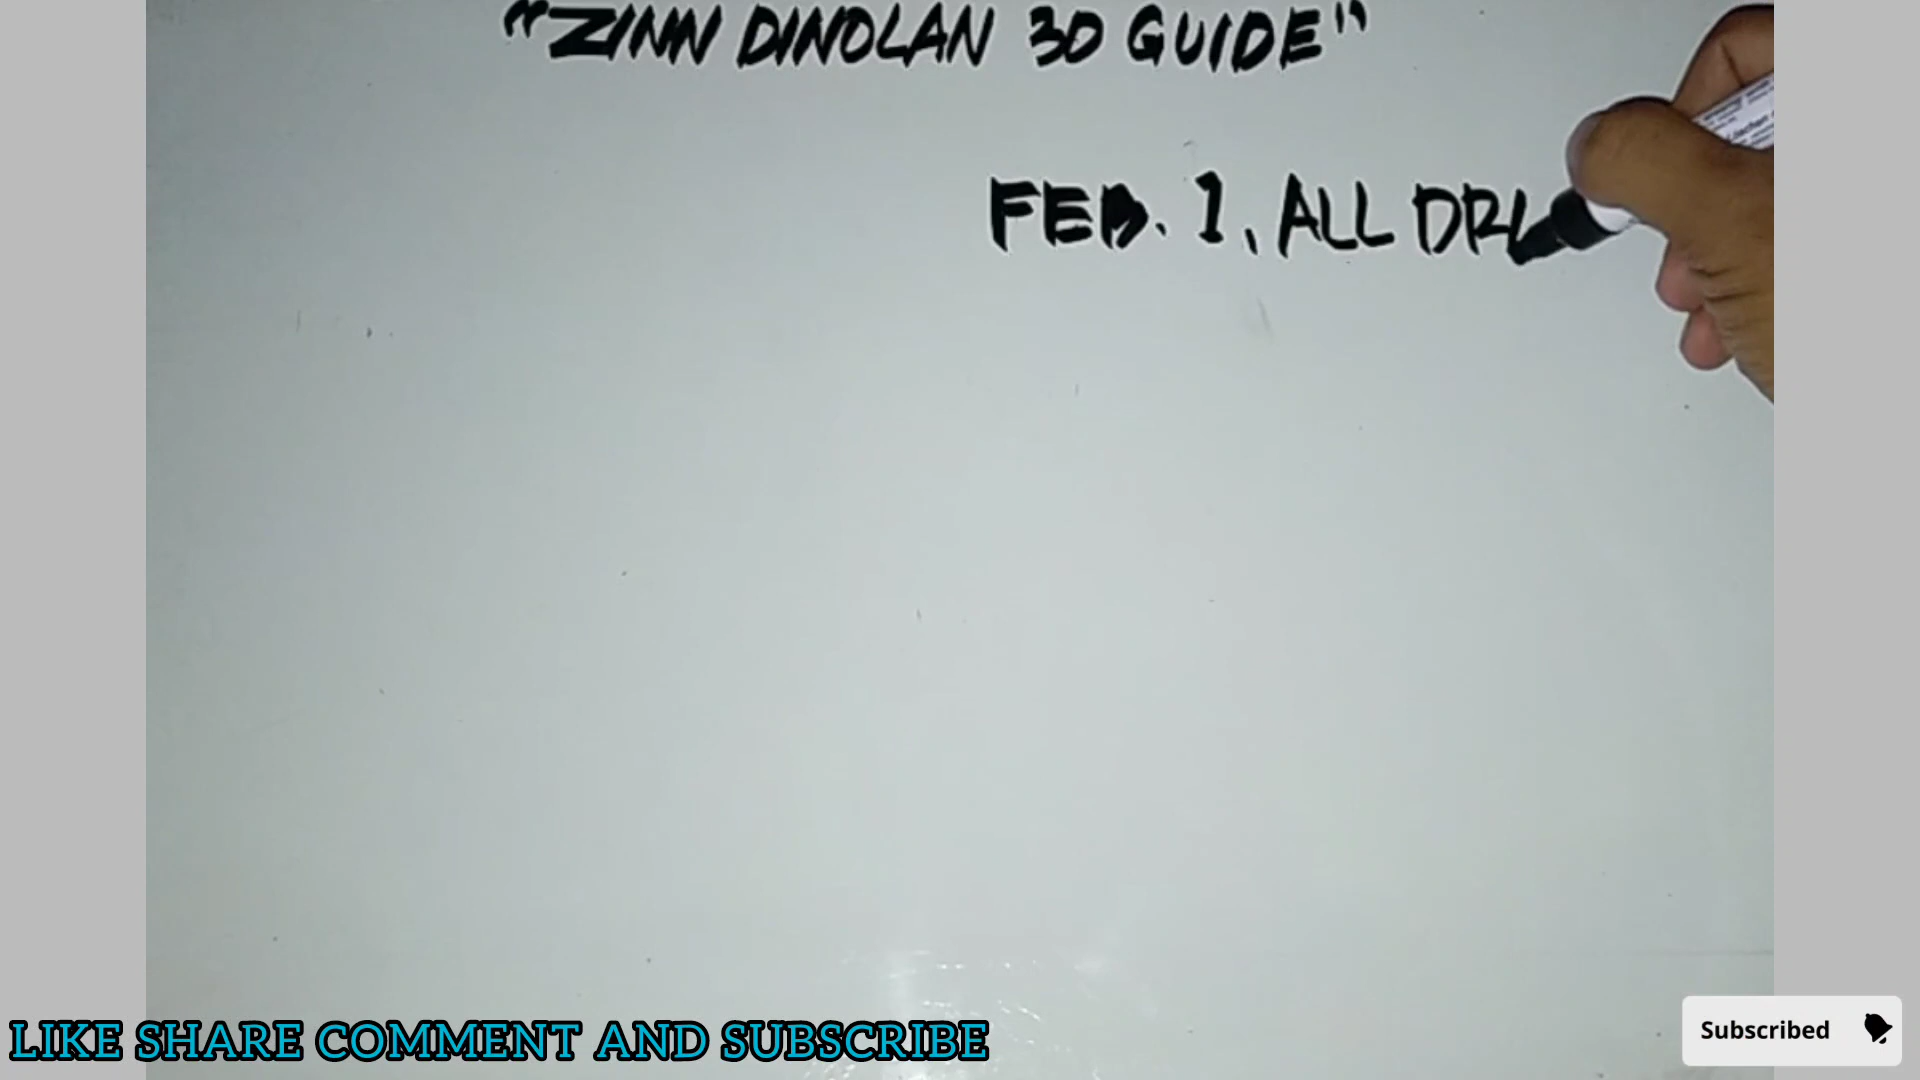 "ZINN DINOLAN 3D GUIDE"
FEB. 1, ALL
LIKE SHARE COMMENT AND SUBSCRIBE
Subscribed